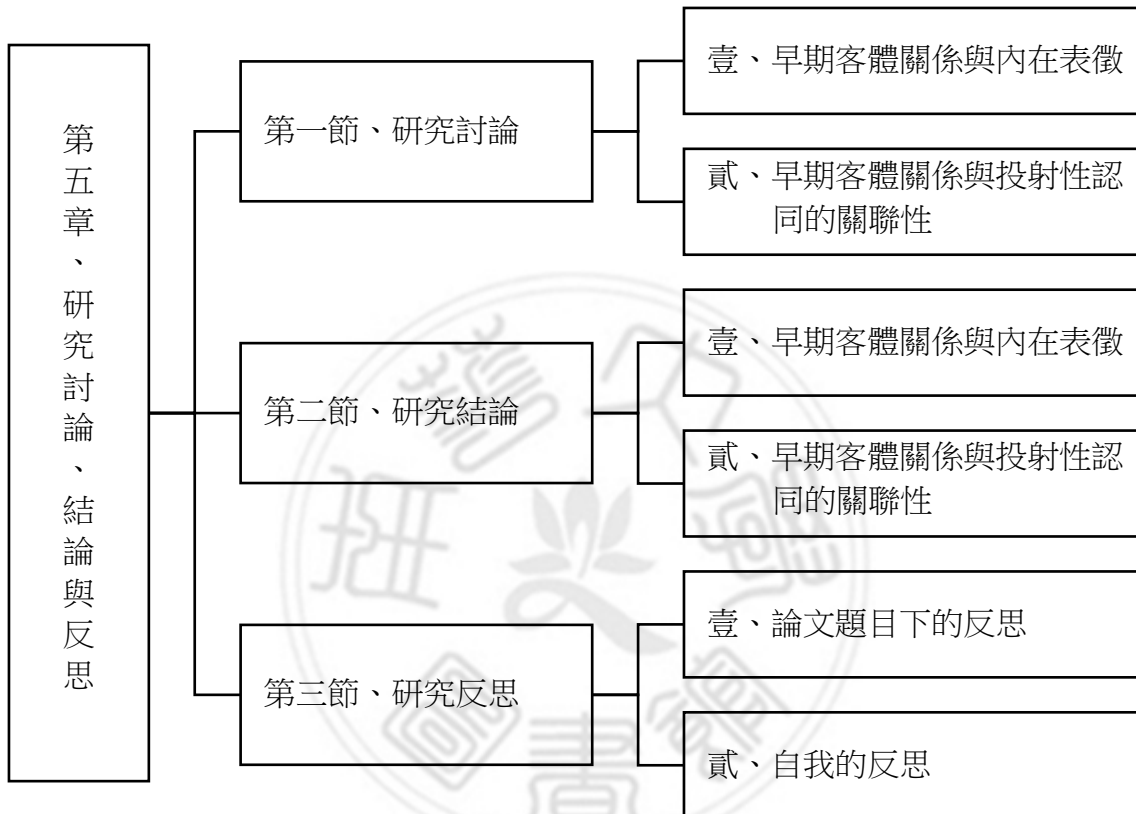 第五章、研究討論、結論與反思
第一節、研究討論
壹、早期客體關係與內在表徵
貳、早期客體關係與投射性認
同的關聯性
第二節、研究結論
壹、早期客體關係與內在表徵
貳、早期客體關係與投射性認
同的關聯性
第三節、研究反思
壹、論文題目下的反思
貳、自我的反思